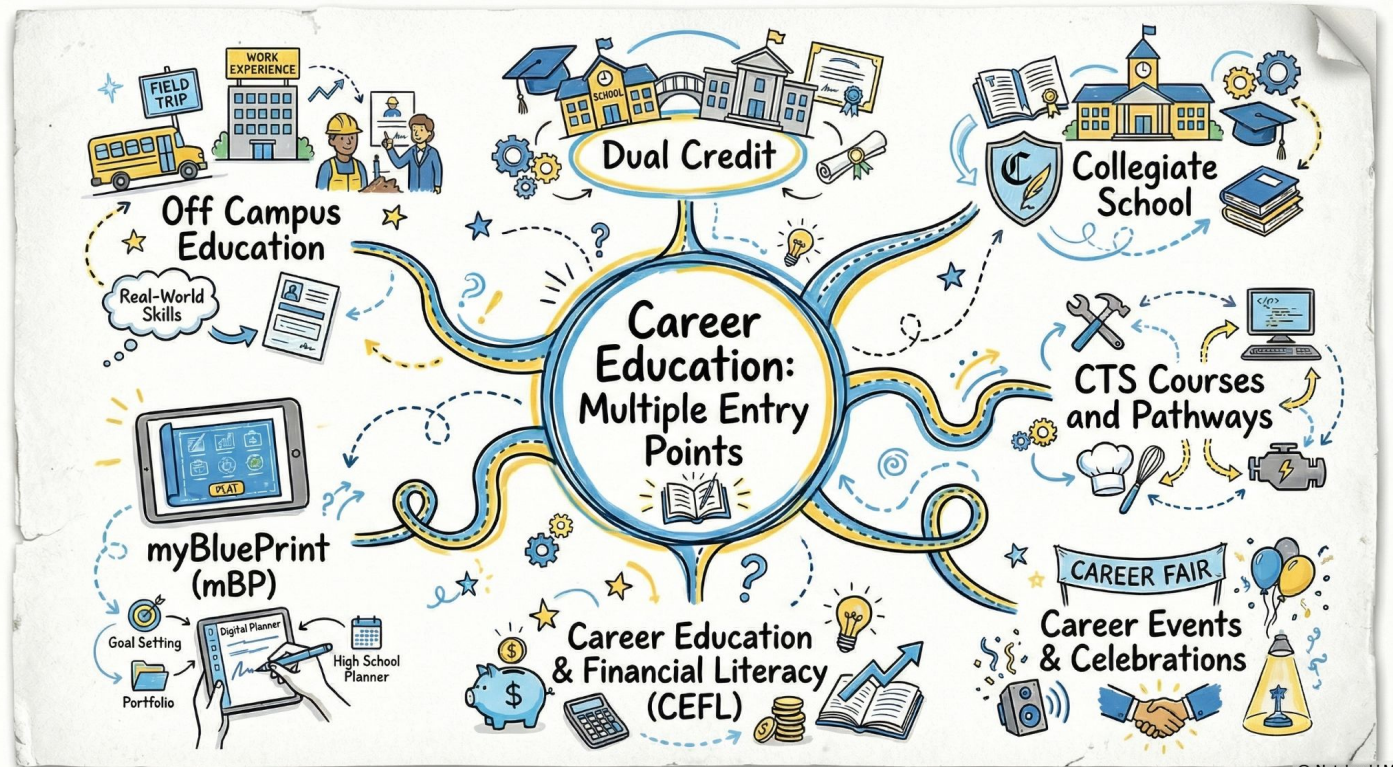 FIELD
TRIP
WORK
EXPERIENCE
Off Campus
Education
Real-World
Skills
SCHOOL
Dual Credit
C
Collegiate
School
Career
Education:
Multiple Entry
Points
</>
CTS Courses
and Pathways
myBluePrint
(mBP)
Goal Setting
Portfolio
Digital Planner
High School
Planner
?
$
$
Career Education
& Financial Literacy
(CEFL)
CAREER FAIR
Career Events
& Celebrations